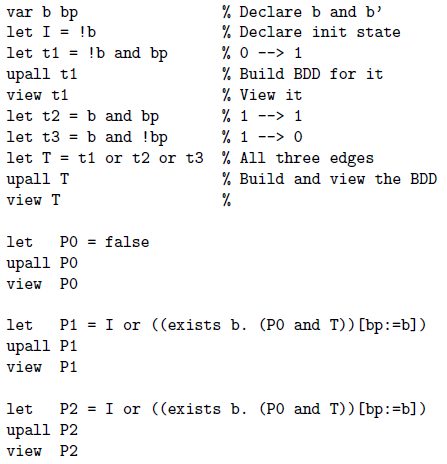 var b bp % Declare b and b’
let I = !b % Declare init state
let t1 = !b and bp % 0 --> 1
upall t1 % Build BDD for it
view t1 % View it
let t2 = b and bp % 1 --> 1
let t3 = b and !bp % 1 --> 0
let T = t1 or t2 or t3 % All three edges
upall T % Build and view the BDD
view T %
let P0 = false
upall P0
view P0
let P1 = I or ((exists b. (P0 and T))[bp:=b])
upall P1
view P1
let P2 = I or ((exists b. (P0 and T))[bp:=b])
upall P2
view P2